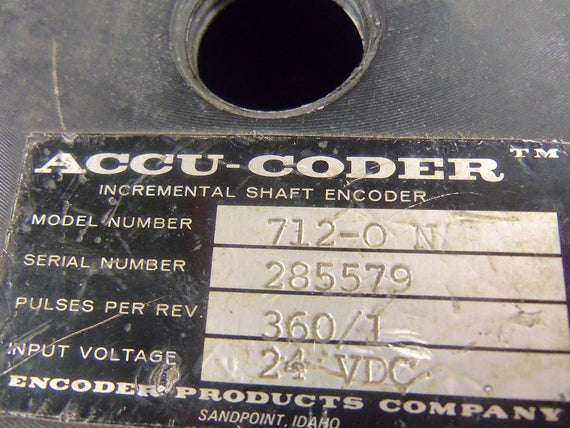 ACCU-CODER™
INCREMENTAL SHAFT ENCODER
MODEL NUMBER 712-O N
SERIAL NUMBER 285579
PULSES PER REV. 360/1
INPUT VOLTAGE 24 VDC
ENCODER PRODUCTS COMPANY
SANDPOINT, IDAHO